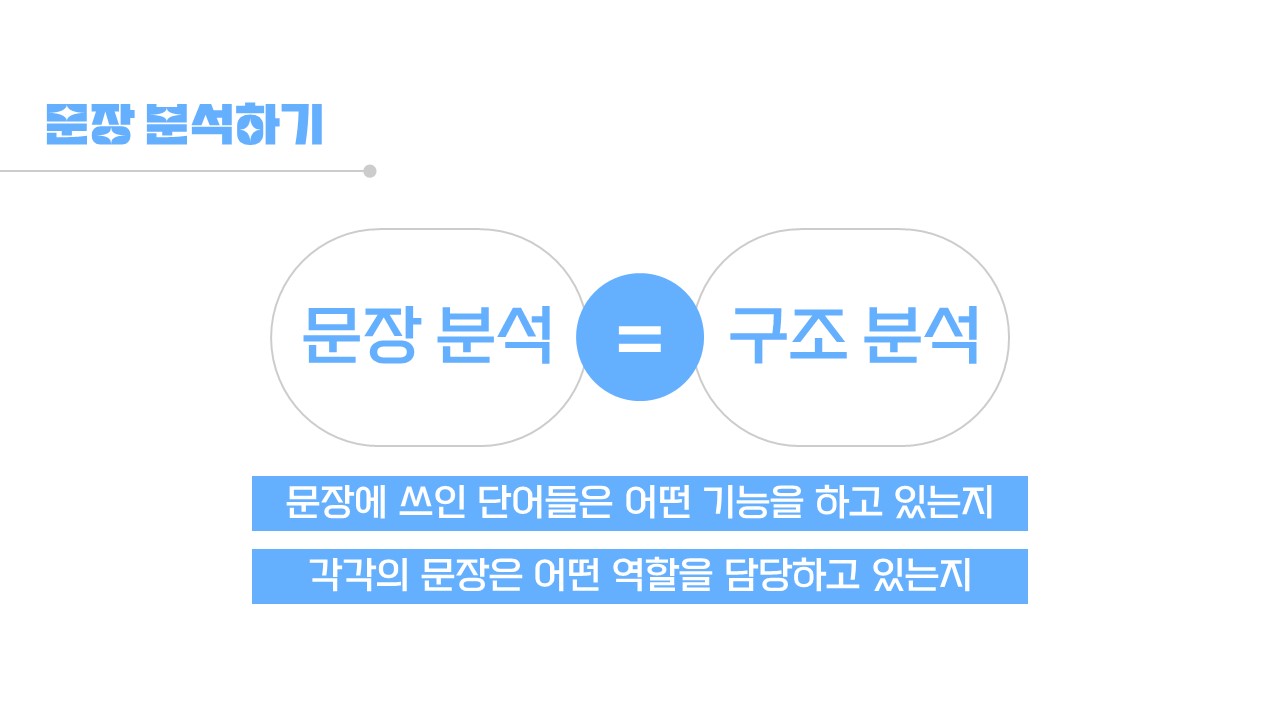 문장 분석하기
문장 분석 = 구조 분석
문장에 쓰인 단어들은 어떤 기능을 하고 있는지
각각의 문장은 어떤 역할을 담당하고 있는지